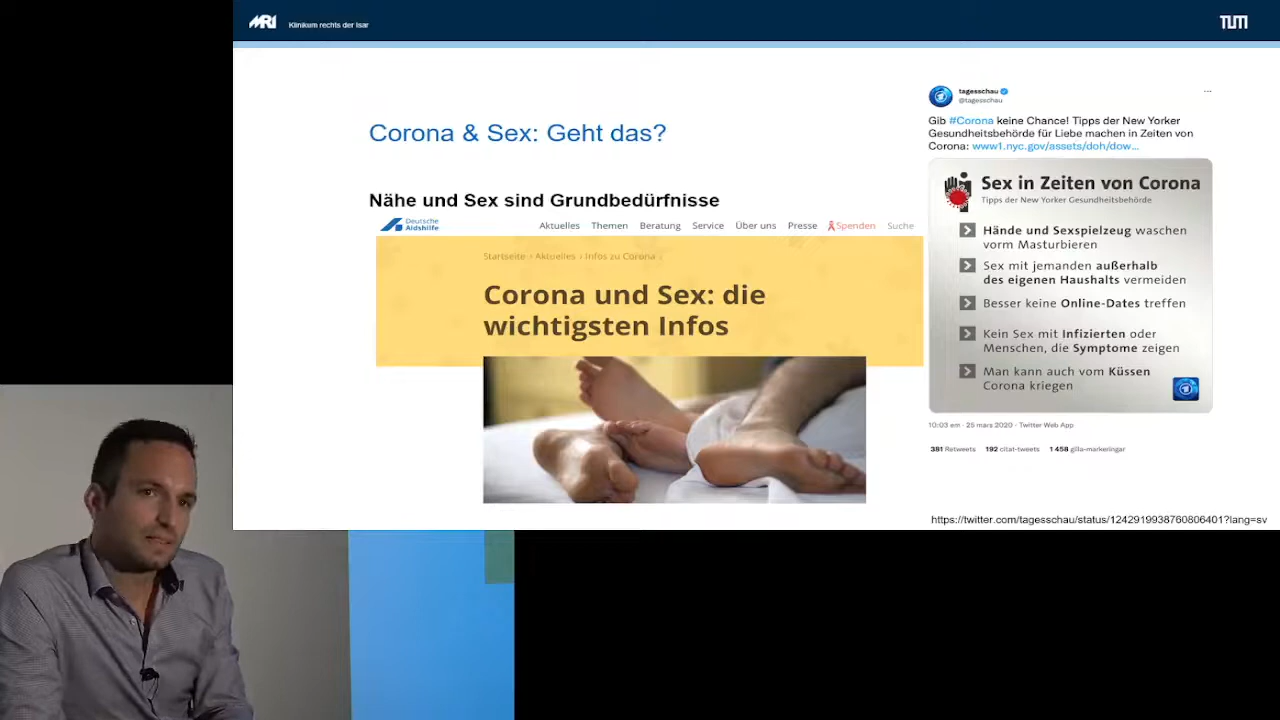 MRI
Klinikum rechts der Isar
TUM
Corona & Sex: Geht das?
Nähe und Sex sind Grundbedürfnisse
Deutsche
Aidshilfe
Aktuelles Themen Beratung Service Über uns Presse Spenden Suche
Startseite › Aktuelles › Infos zu Corona ›
Corona und Sex: die
wichtigsten Infos
tagesschau
@tagesschau
Gib #Corona keine Chance! Tipps der New Yorker
Gesundheitsbehörde für Liebe machen in Zeiten von
Corona: www1.nyc.gov/assets/doh/dow…
Sex in Zeiten von Corona
Tipps der New Yorker Gesundheitsbehörde
Hände und Sexspielzeug waschen
vorm Masturbieren
Sex mit jemanden außerhalb
des eigenen Haushalts vermeiden
Besser keine Online-Dates treffen
Kein Sex mit Infizierten oder
Menschen, die Symptome zeigen
Man kann auch vom Küssen
Corona kriegen
10:03 em · 25 mars 2020 · Twitter Web App
381 Retweets 192 citat-tweets 1 458 gilla-markeringar
https://twitter.com/tagesschau/status/1242919938760806401?lang=sv